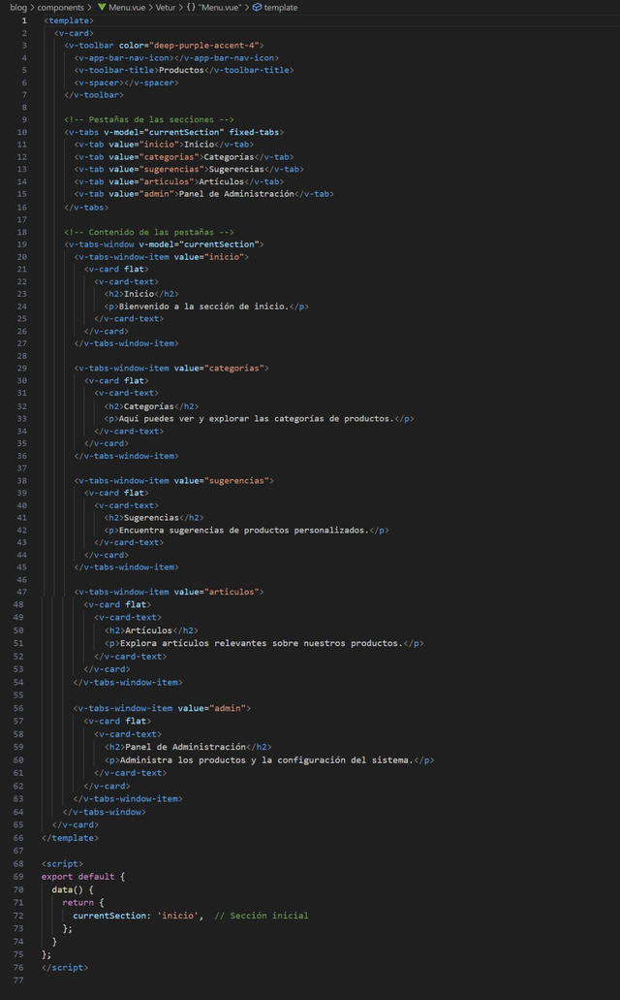 blog > components > Menu.vue > Vetur > {} "Menu.vue" > template
1 <template>
2 <v-card>
3 <v-toolbar color="deep-purple-accent-4">
4 <v-app-bar-nav-icon></v-app-bar-nav-icon>
5 <v-toolbar-title>Productos</v-toolbar-title>
6 <v-spacer></v-spacer>
7 </v-toolbar>
8
9 <!-- Pestañas de las secciones -->
10 <v-tabs v-model="currentSection" fixed-tabs>
11 <v-tab value="inicio">Inicio</v-tab>
12 <v-tab value="categorias">Categorías</v-tab>
13 <v-tab value="sugerencias">Sugerencias</v-tab>
14 <v-tab value="articulos">Artículos</v-tab>
15 <v-tab value="admin">Panel de Administración</v-tab>
16 </v-tabs>
17
18 <!-- Contenido de las pestañas -->
19 <v-tabs-window v-model="currentSection">
20 <v-tabs-window-item value="inicio">
21 <v-card flat>
22 <v-card-text>
23 <h2>Inicio</h2>
24 <p>Bienvenido a la sección de inicio.</p>
25 </v-card-text>
26 </v-card>
27 </v-tabs-window-item>
28
29 <v-tabs-window-item value="categorias">
30 <v-card flat>
31 <v-card-text>
32 <h2>Categorías</h2>
33 <p>Aquí puedes ver y explorar las categorías de productos.</p>
34 </v-card-text>
35 </v-card>
36 </v-tabs-window-item>
37
38 <v-tabs-window-item value="sugerencias">
39 <v-card flat>
40 <v-card-text>
41 <h2>Sugerencias</h2>
42 <p>Encuentra sugerencias de productos personalizados.</p>
43 </v-card-text>
44 </v-card>
45 </v-tabs-window-item>
46
47 <v-tabs-window-item value="articulos">
48 <v-card flat>
49 <v-card-text>
50 <h2>Artículos</h2>
51 <p>Explora artículos relevantes sobre nuestros productos.</p>
52 </v-card-text>
53 </v-card>
54 </v-tabs-window-item>
55
56 <v-tabs-window-item value="admin">
57 <v-card flat>
58 <v-card-text>
59 <h2>Panel de Administración</h2>
60 <p>Administra los productos y la configuración del sistema.</p>
61 </v-card-text>
62 </v-card>
63 </v-tabs-window-item>
64 </v-tabs-window>
65 </v-card>
66 </template>
67
68 <script>
69 export default {
70 data() {
71 return {
72 currentSection: 'inicio', // Sección inicial
73 };
74 }
75 };
76 </script>
77